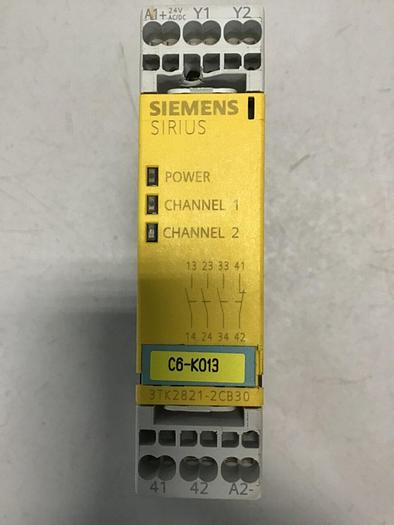 A1+ 24V AC/DC Y1 Y2
SIEMENS
SIRIUS
POWER
CHANNEL 1
CHANNEL 2
13 23 33 41
14 24 34 42
C6-K013
3TK2821-2CB30
41 42 A2-